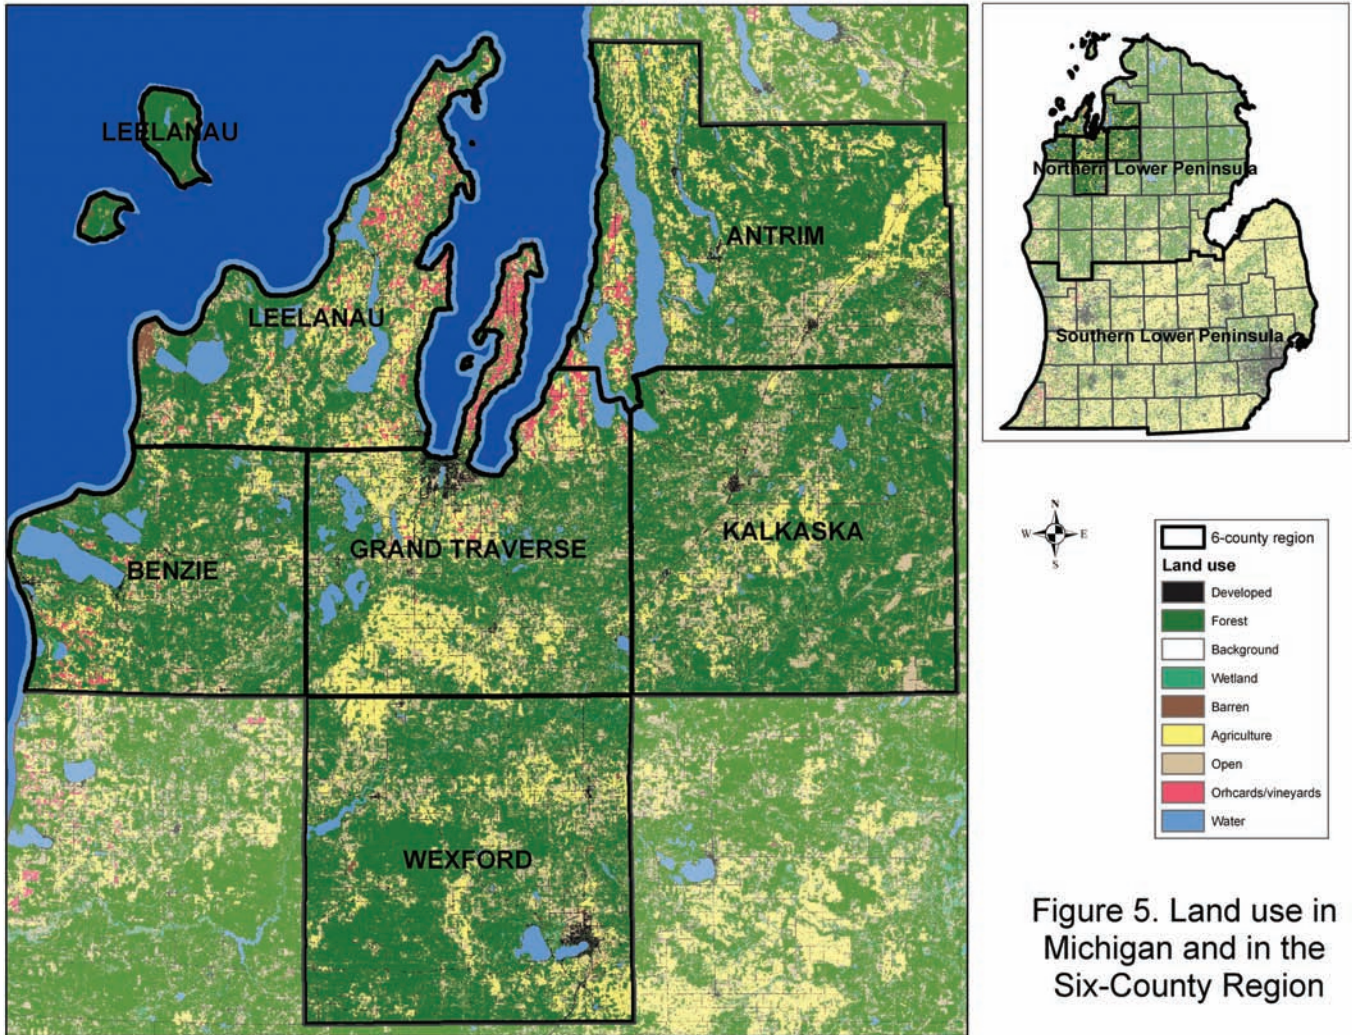 LEELANAU
ANTRIM
LEELANAU
KALKASKA
GRAND TRAVERSE
BENZIE
WEXFORD
Northern Lower Peninsula
Southern Lower Peninsula
N
W E
S
6-county region
Land use
Developed
Forest
Background
Wetland
Barren
Agriculture
Open
Orhcards/vineyards
Water
Figure 5. Land use in
Michigan and in the
Six-County Region